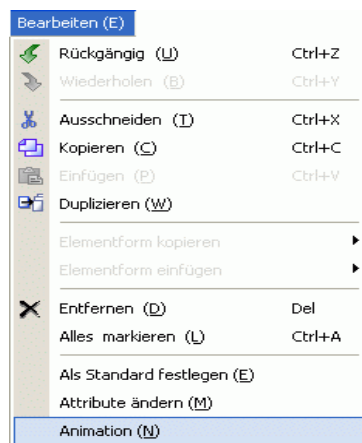 Bearbeiten (E)
Rückgängig (U) Ctrl+Z
Wiederholen (B) Ctrl+Y
Ausschneiden (T) Ctrl+X
Kopieren (C) Ctrl+C
Einfügen (P) Ctrl+V
Duplizieren (W)
Elementform kopieren
Elementform einfügen
Entfernen (D) Del
Alles markieren (L) Ctrl+A
Als Standard festlegen (E)
Attribute ändern (M)
Animation (N)